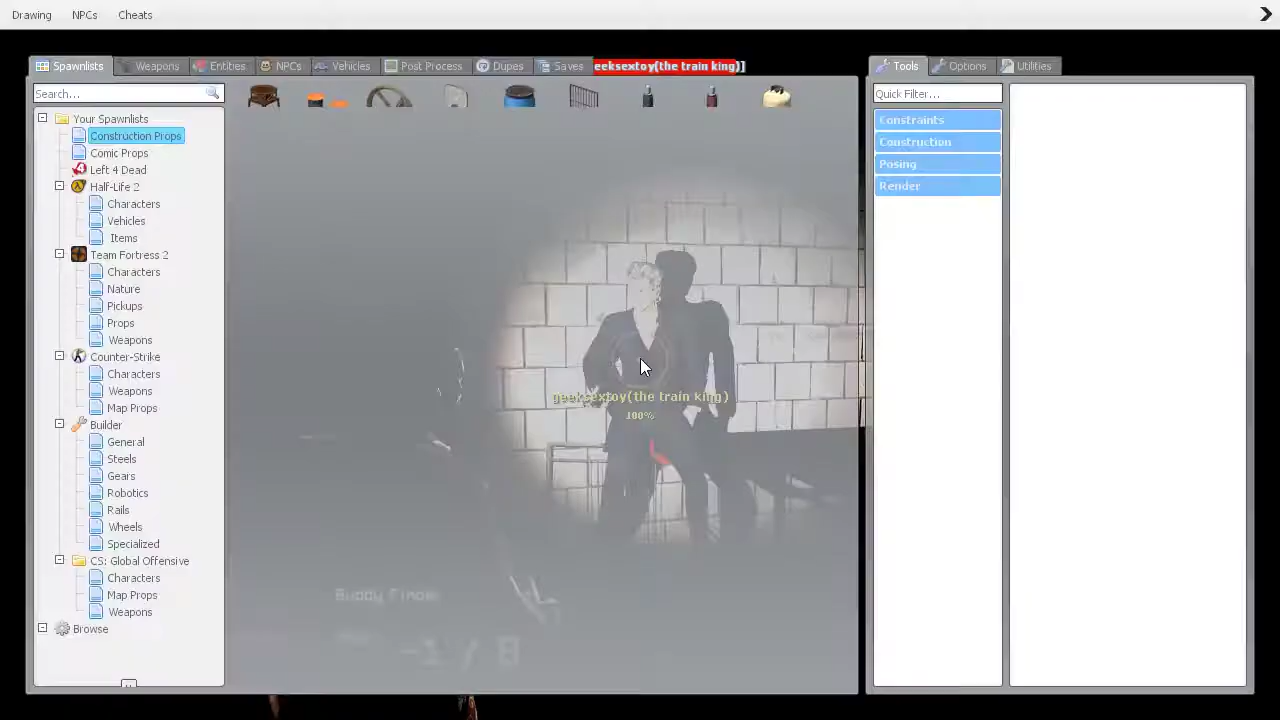 Drawing NPCs Cheats
Spawnlists Weapons Entities NPCs Vehicles Post Process Dupes Saves eeksextoy(the train king)]
Tools Options Utilities
Search...
Quick Filter...
Your Spawnlists
Construction Props
Comic Props
Left 4 Dead
Half-Life 2
Characters
Vehicles
Items
Team Fortress 2
Characters
Nature
Pickups
Props
Weapons
Counter-Strike
Characters
Weapons
Map Props
Builder
General
Steels
Gears
Robotics
Rails
Wheels
Specialized
CS: Global Offensive
Characters
Map Props
Weapons
Browse
geeksextoy(the train king)
100%
Buddy Finder
-1 / 8
Constraints
Construction
Posing
Render